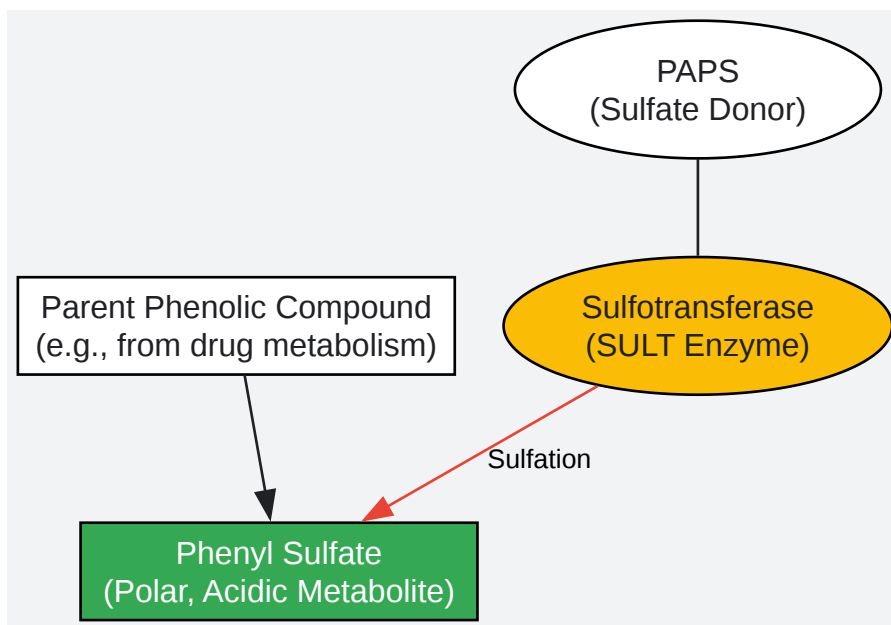 PAPS
(Sulfate Donor)
Parent Phenolic Compound
(e.g., from drug metabolism)
Sulfotransferase
(SULT Enzyme)
Sulfation
Phenyl Sulfate
(Polar, Acidic Metabolite)